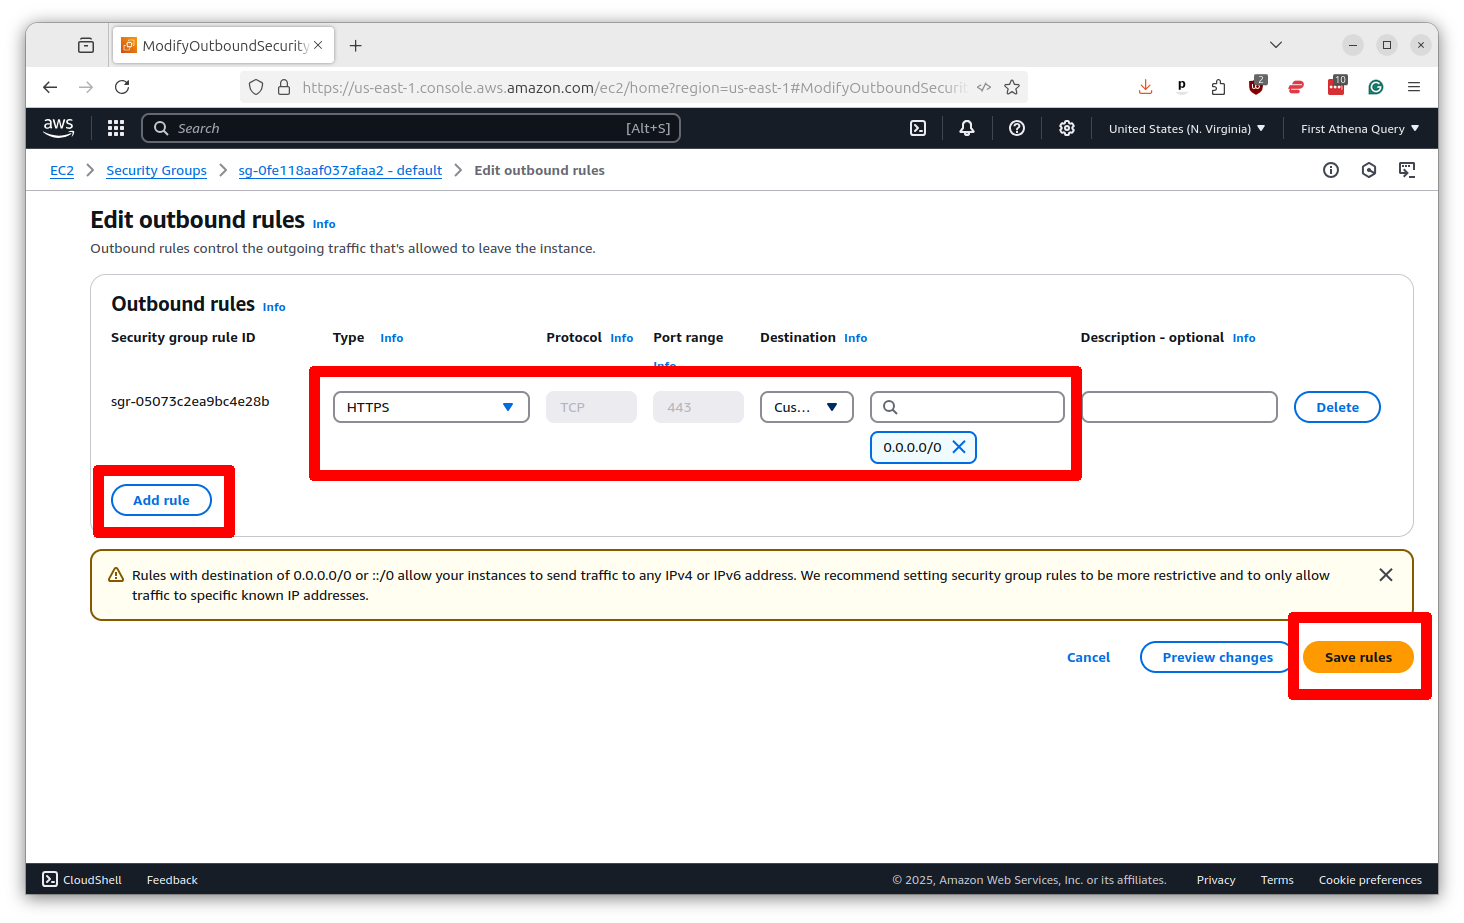 ModifyOutboundSecurity
https://us-east-1.console.aws.amazon.com/ec2/home?region=us-east-1#ModifyOutboundSecurit
p
2
10
aws
Search
[Alt+S]
United States (N. Virginia)
First Athena Query
EC2
Security Groups
sg-0fe118aaf037afaa2 - default
Edit outbound rules
Edit outbound rules Info
Outbound rules control the outgoing traffic that's allowed to leave the instance.
Outbound rules Info
Security group rule ID
Type Info
Protocol Info
Port range
Info
Destination Info
Description - optional Info
sgr-05073c2ea9bc4e28b
HTTPS
TCP
443
Cus...
0.0.0.0/0
Delete
Add rule
Rules with destination of 0.0.0.0/0 or ::/0 allow your instances to send traffic to any IPv4 or IPv6 address. We recommend setting security group rules to be more restrictive and to only allow
traffic to specific known IP addresses.
Cancel
Preview changes
Save rules
CloudShell
Feedback
© 2025, Amazon Web Services, Inc. or its affiliates.
Privacy
Terms
Cookie preferences